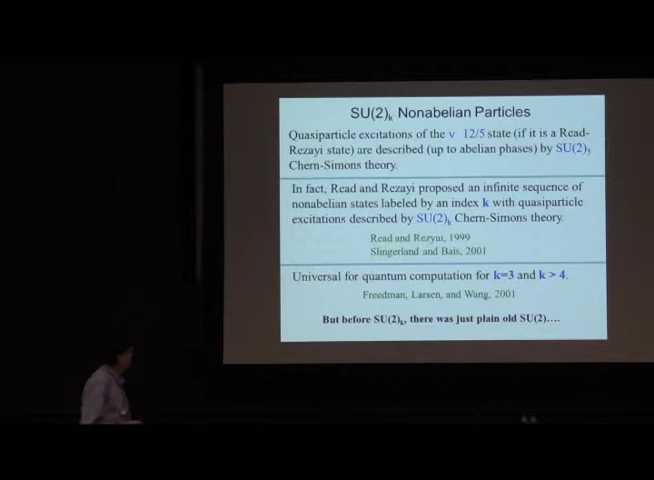 SU(2)k Nonabelian Particles
Quasiparticle excitations of the ν 12/5 state (if it is a Read-
Rezayi state) are described (up to abelian phases) by SU(2)3
Chern-Simons theory.
In fact, Read and Rezayi proposed an infinite sequence of
nonabelian states labeled by an index k with quasiparticle
excitations described by SU(2)k Chern-Simons theory.
Read and Rezyai, 1999
Slingerland and Bais, 2001
Universal for quantum computation for k=3 and k > 4.
Freedman, Larsen, and Wang, 2001
But before SU(2)k, there was just plain old SU(2)….